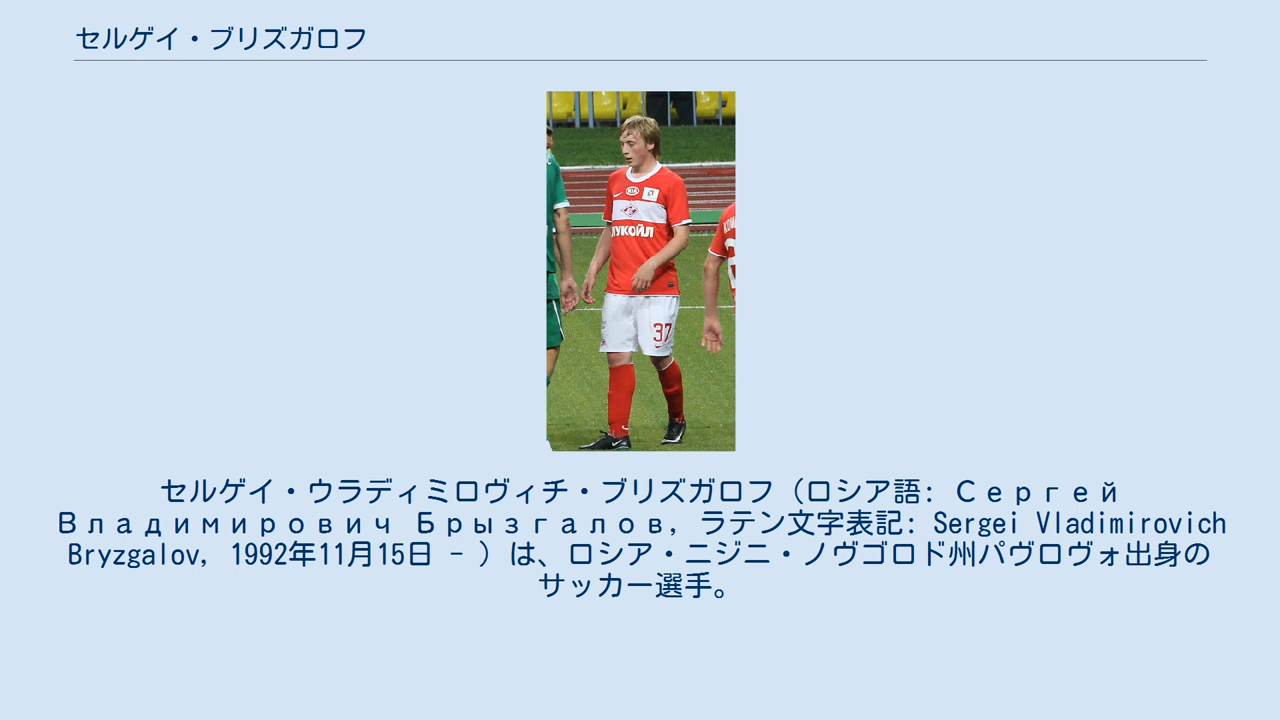 セルゲイ・ブリズガロフ
KIA
ЛУКОЙЛ
37
セルゲイ・ウラディミロヴィチ・ブリズガロフ（ロシア語: Сергей
Владимирович Брызгалов, ラテン文字表記: Sergei Vladimirovich
Bryzgalov, 1992年11月15日 - ）は、ロシア・ニジニ・ノヴゴロド州パヴロヴォ出身の
サッカー選手。